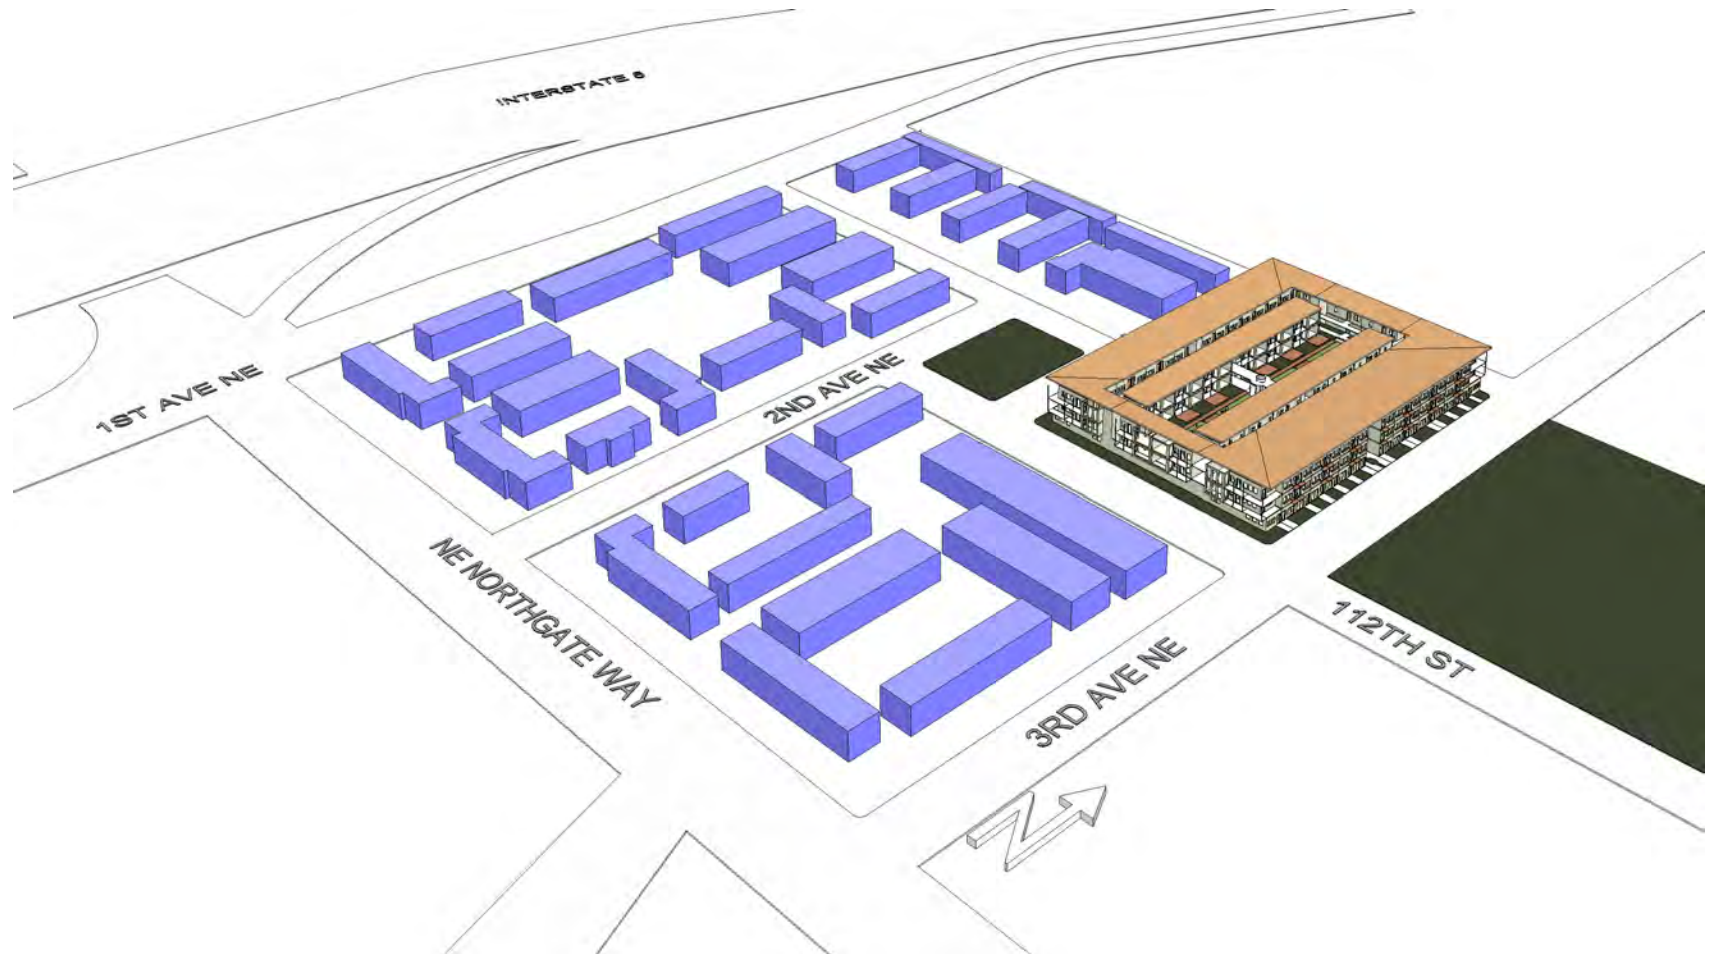 INTERSTATE 5
1ST AVE NE
2ND AVE NE
NE NORTHGATE WAY
112TH ST
3RD AVE NE
N